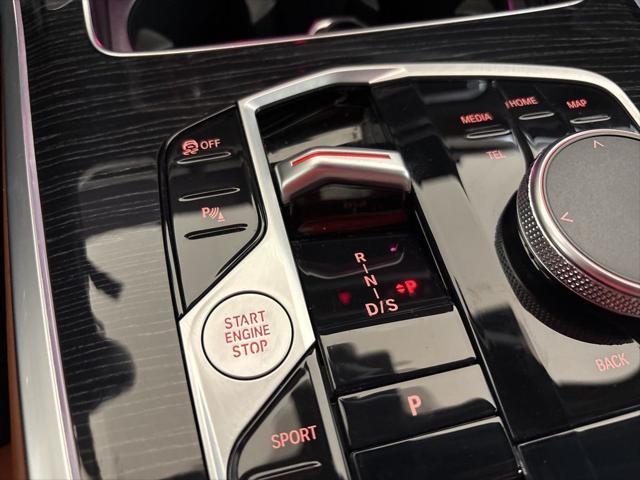 OFF
P
START
ENGINE
STOP
SPORT
R
N
D/S
P
P
MEDIA
HOME
MAP
TEL
BACK